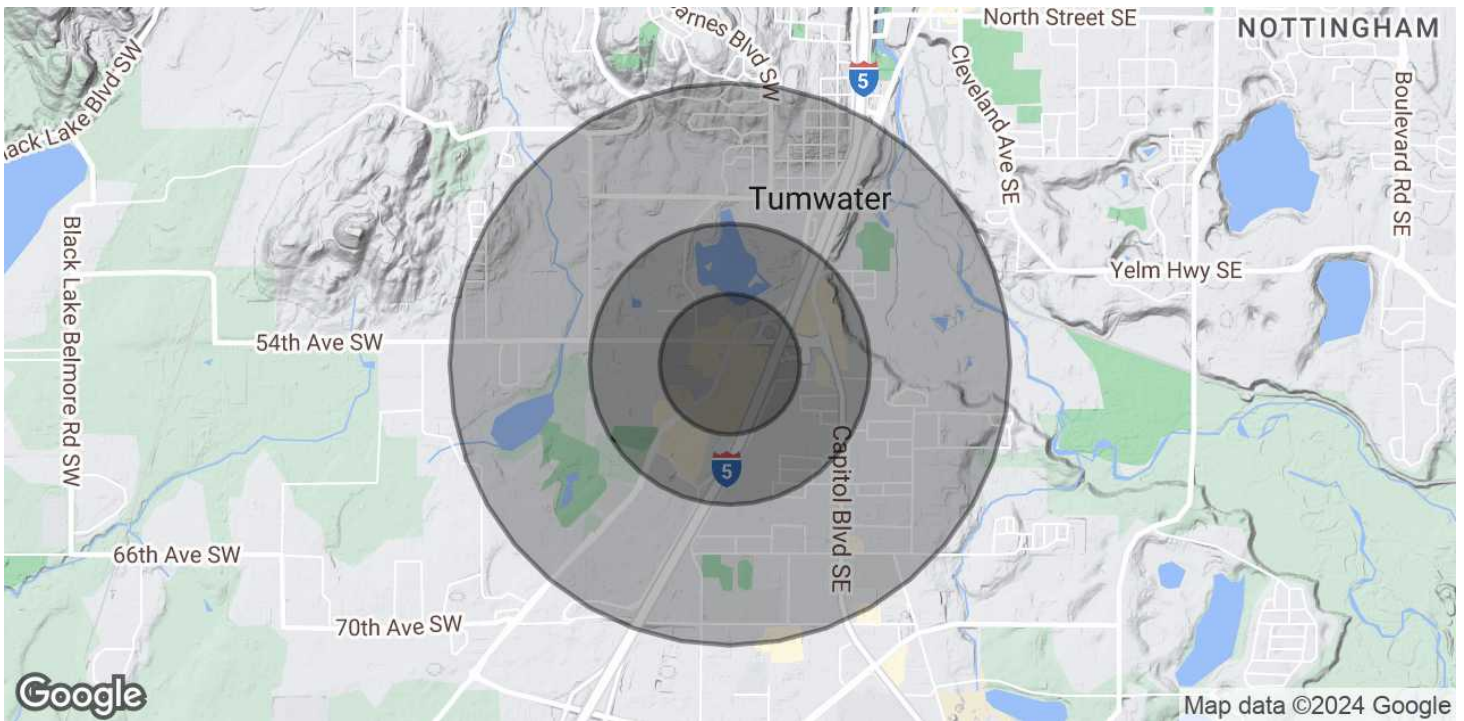 arnes Blvd SW
North Street SE
NOTTINGHAM
5
Black Lake Blvd SW
Cleveland Ave SE
Boulevard Rd SE
Tumwater
Black Lake Belmore Rd SW
Yelm Hwy SE
54th Ave SW
5
Capitol Blvd SE
66th Ave SW
70th Ave SW
Google
Map data ©2024 Google